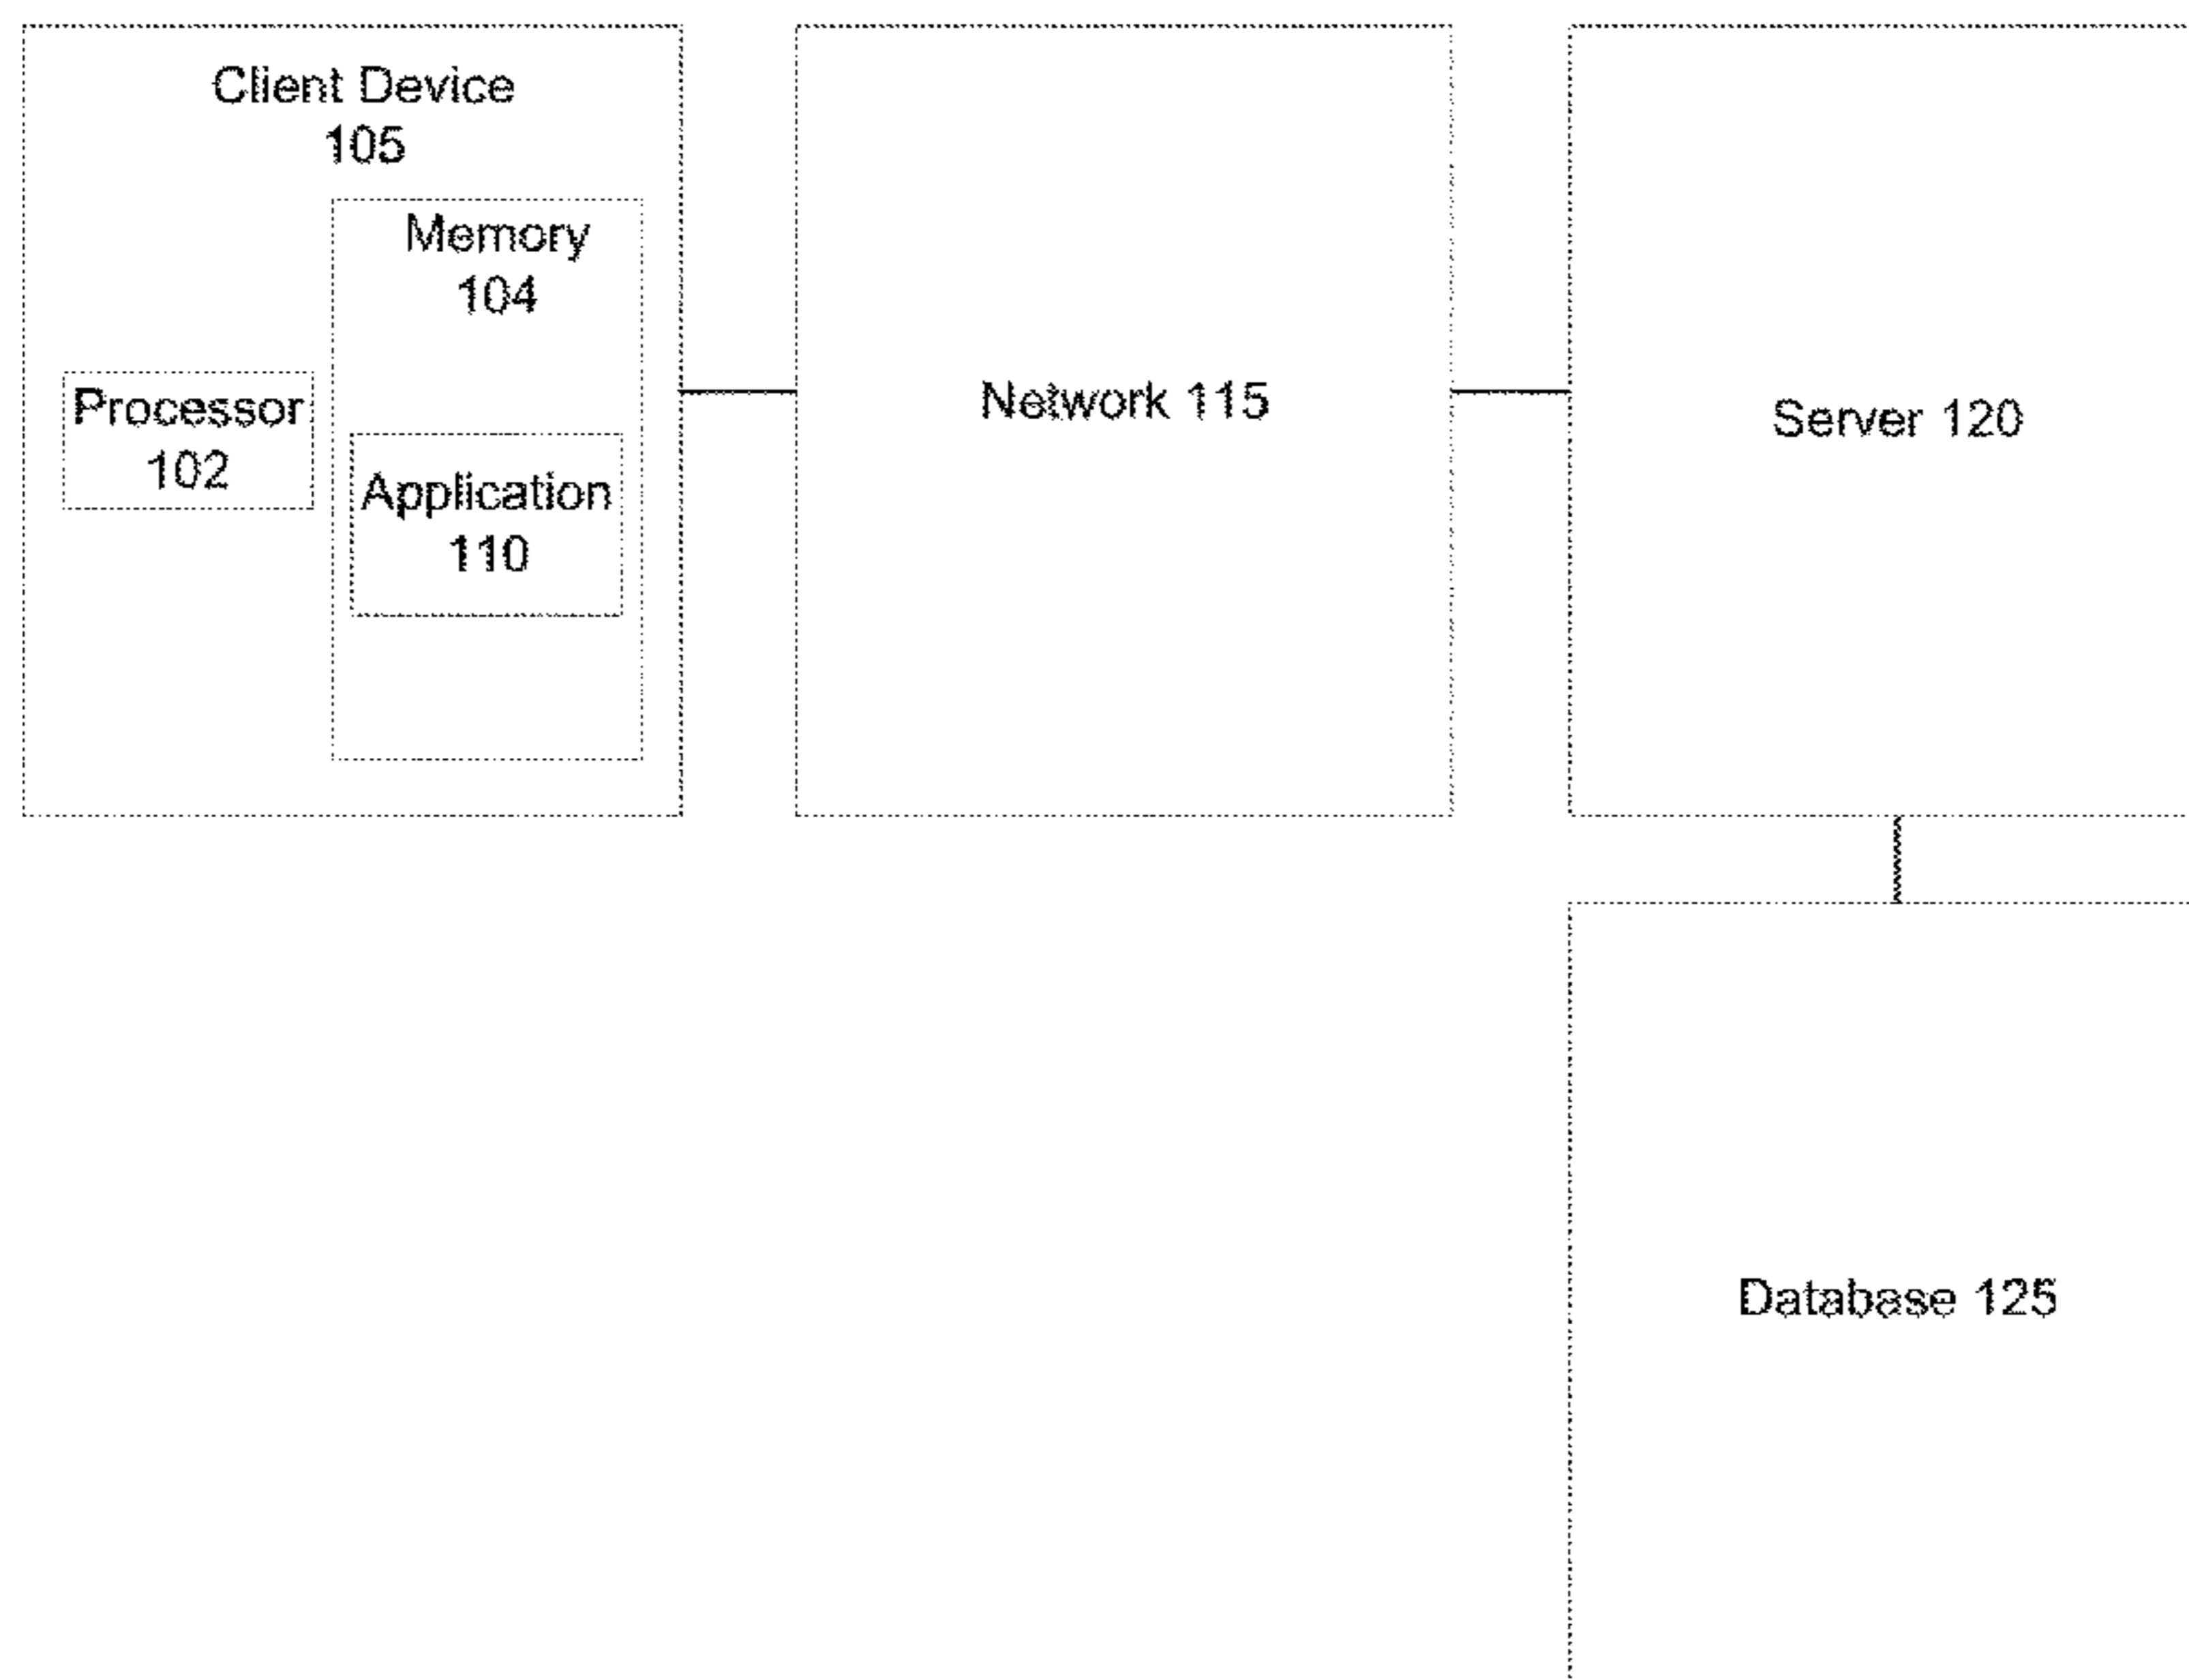 Client Device
105
Memory
104
Processor
102
Application
110
Network 115
Server 120
Database 125